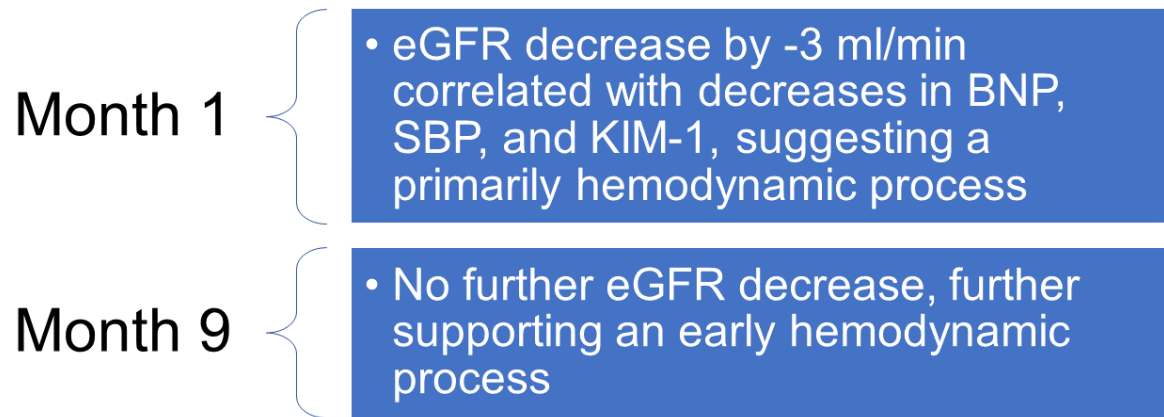 Month 1
• eGFR decrease by -3 ml/min
correlated with decreases in BNP,
SBP, and KIM-1, suggesting a
primarily hemodynamic process
Month 9
• No further eGFR decrease, further
supporting an early hemodynamic
process